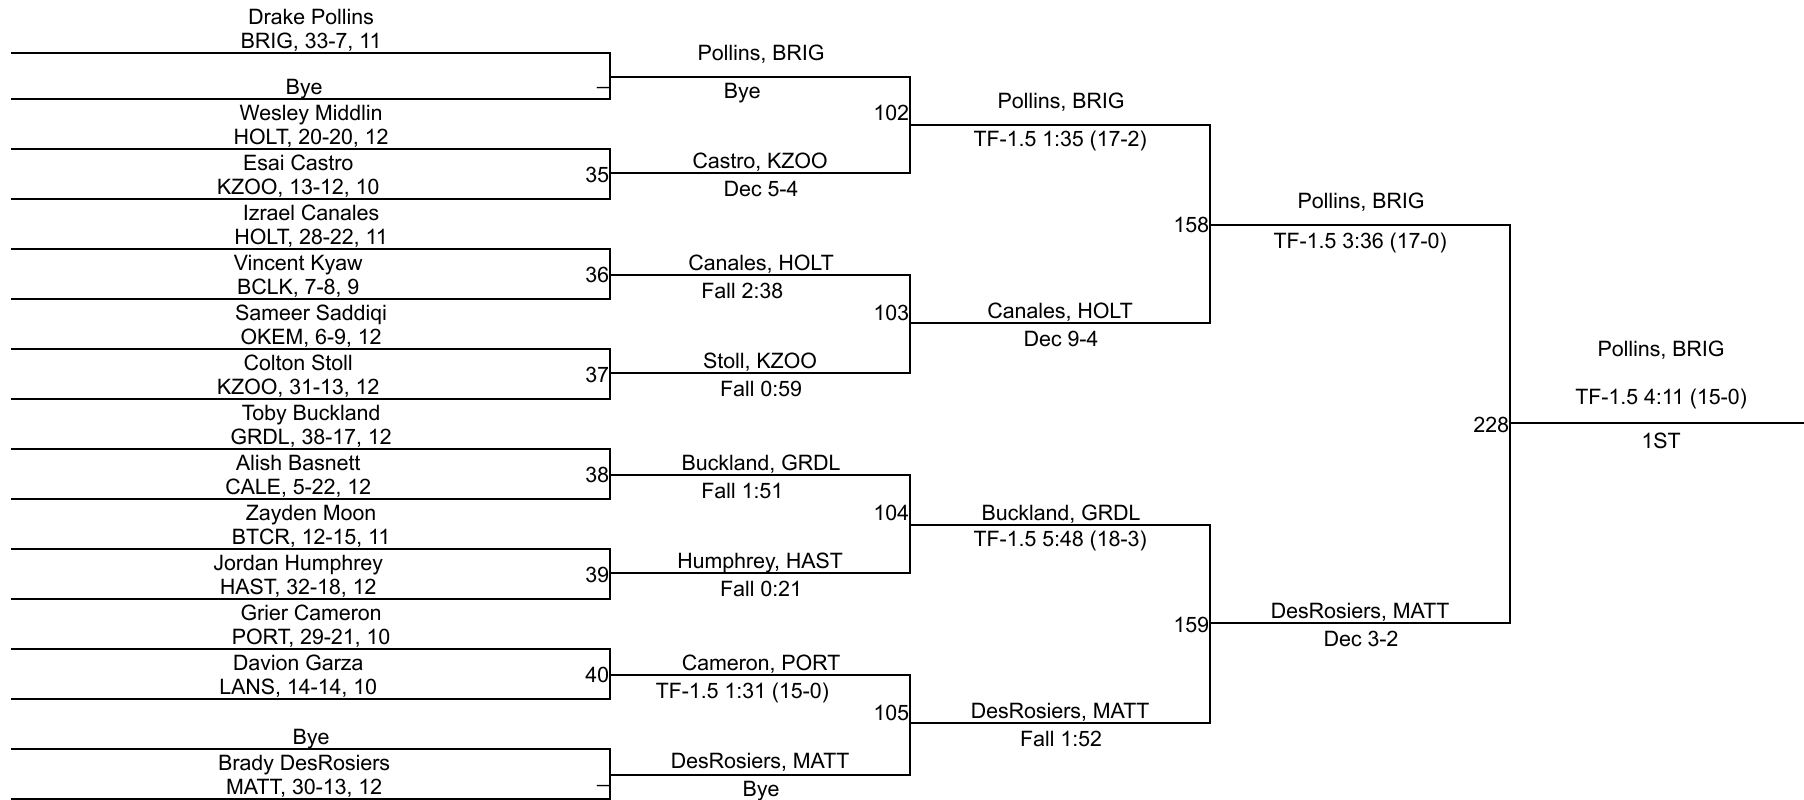 Drake Pollins
BRIG, 33-7, 11
Bye
Wesley Middlin
HOLT, 20-20, 12
Esai Castro
KZOO, 13-12, 10
Izrael Canales
HOLT, 28-22, 11
Vincent Kyaw
BCLK, 7-8, 9
Sameer Saddiqi
OKEM, 6-9, 12
Colton Stoll
KZOO, 31-13, 12
Toby Buckland
GRDL, 38-17, 12
Alish Basnett
CALE, 5-22, 12
Zayden Moon
BTCR, 12-15, 11
Jordan Humphrey
HAST, 32-18, 12
Grier Cameron
PORT, 29-21, 10
Davion Garza
LANS, 14-14, 10
Bye
Brady DesRosiers
MATT, 30-13, 12
35
36
37
38
39
40
Pollins, BRIG
Bye
Castro, KZOO
Dec 5-4
Canales, HOLT
Fall 2:38
Stoll, KZOO
Fall 0:59
Buckland, GRDL
Fall 1:51
Humphrey, HAST
Fall 0:21
Cameron, PORT
TF-1.5 1:31 (15-0)
DesRosiers, MATT
Bye
102
103
104
105
Pollins, BRIG
TF-1.5 1:35 (17-2)
Canales, HOLT
Dec 9-4
Buckland, GRDL
TF-1.5 5:48 (18-3)
DesRosiers, MATT
Fall 1:52
158
159
Pollins, BRIG
TF-1.5 3:36 (17-0)
DesRosiers, MATT
Dec 3-2
228
Pollins, BRIG
TF-1.5 4:11 (15-0)
1ST